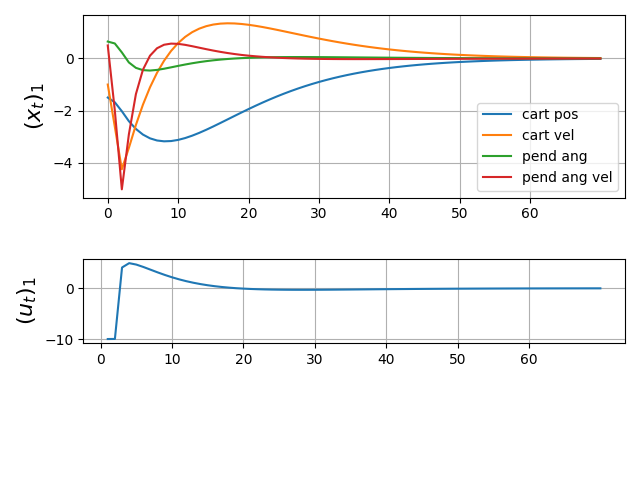 (x_t)_1
0
−2
−4
cart pos
cart vel
pend ang
pend ang vel
0 10 20 30 40 50 60
(u_t)_1
0
−10
0 10 20 30 40 50 60